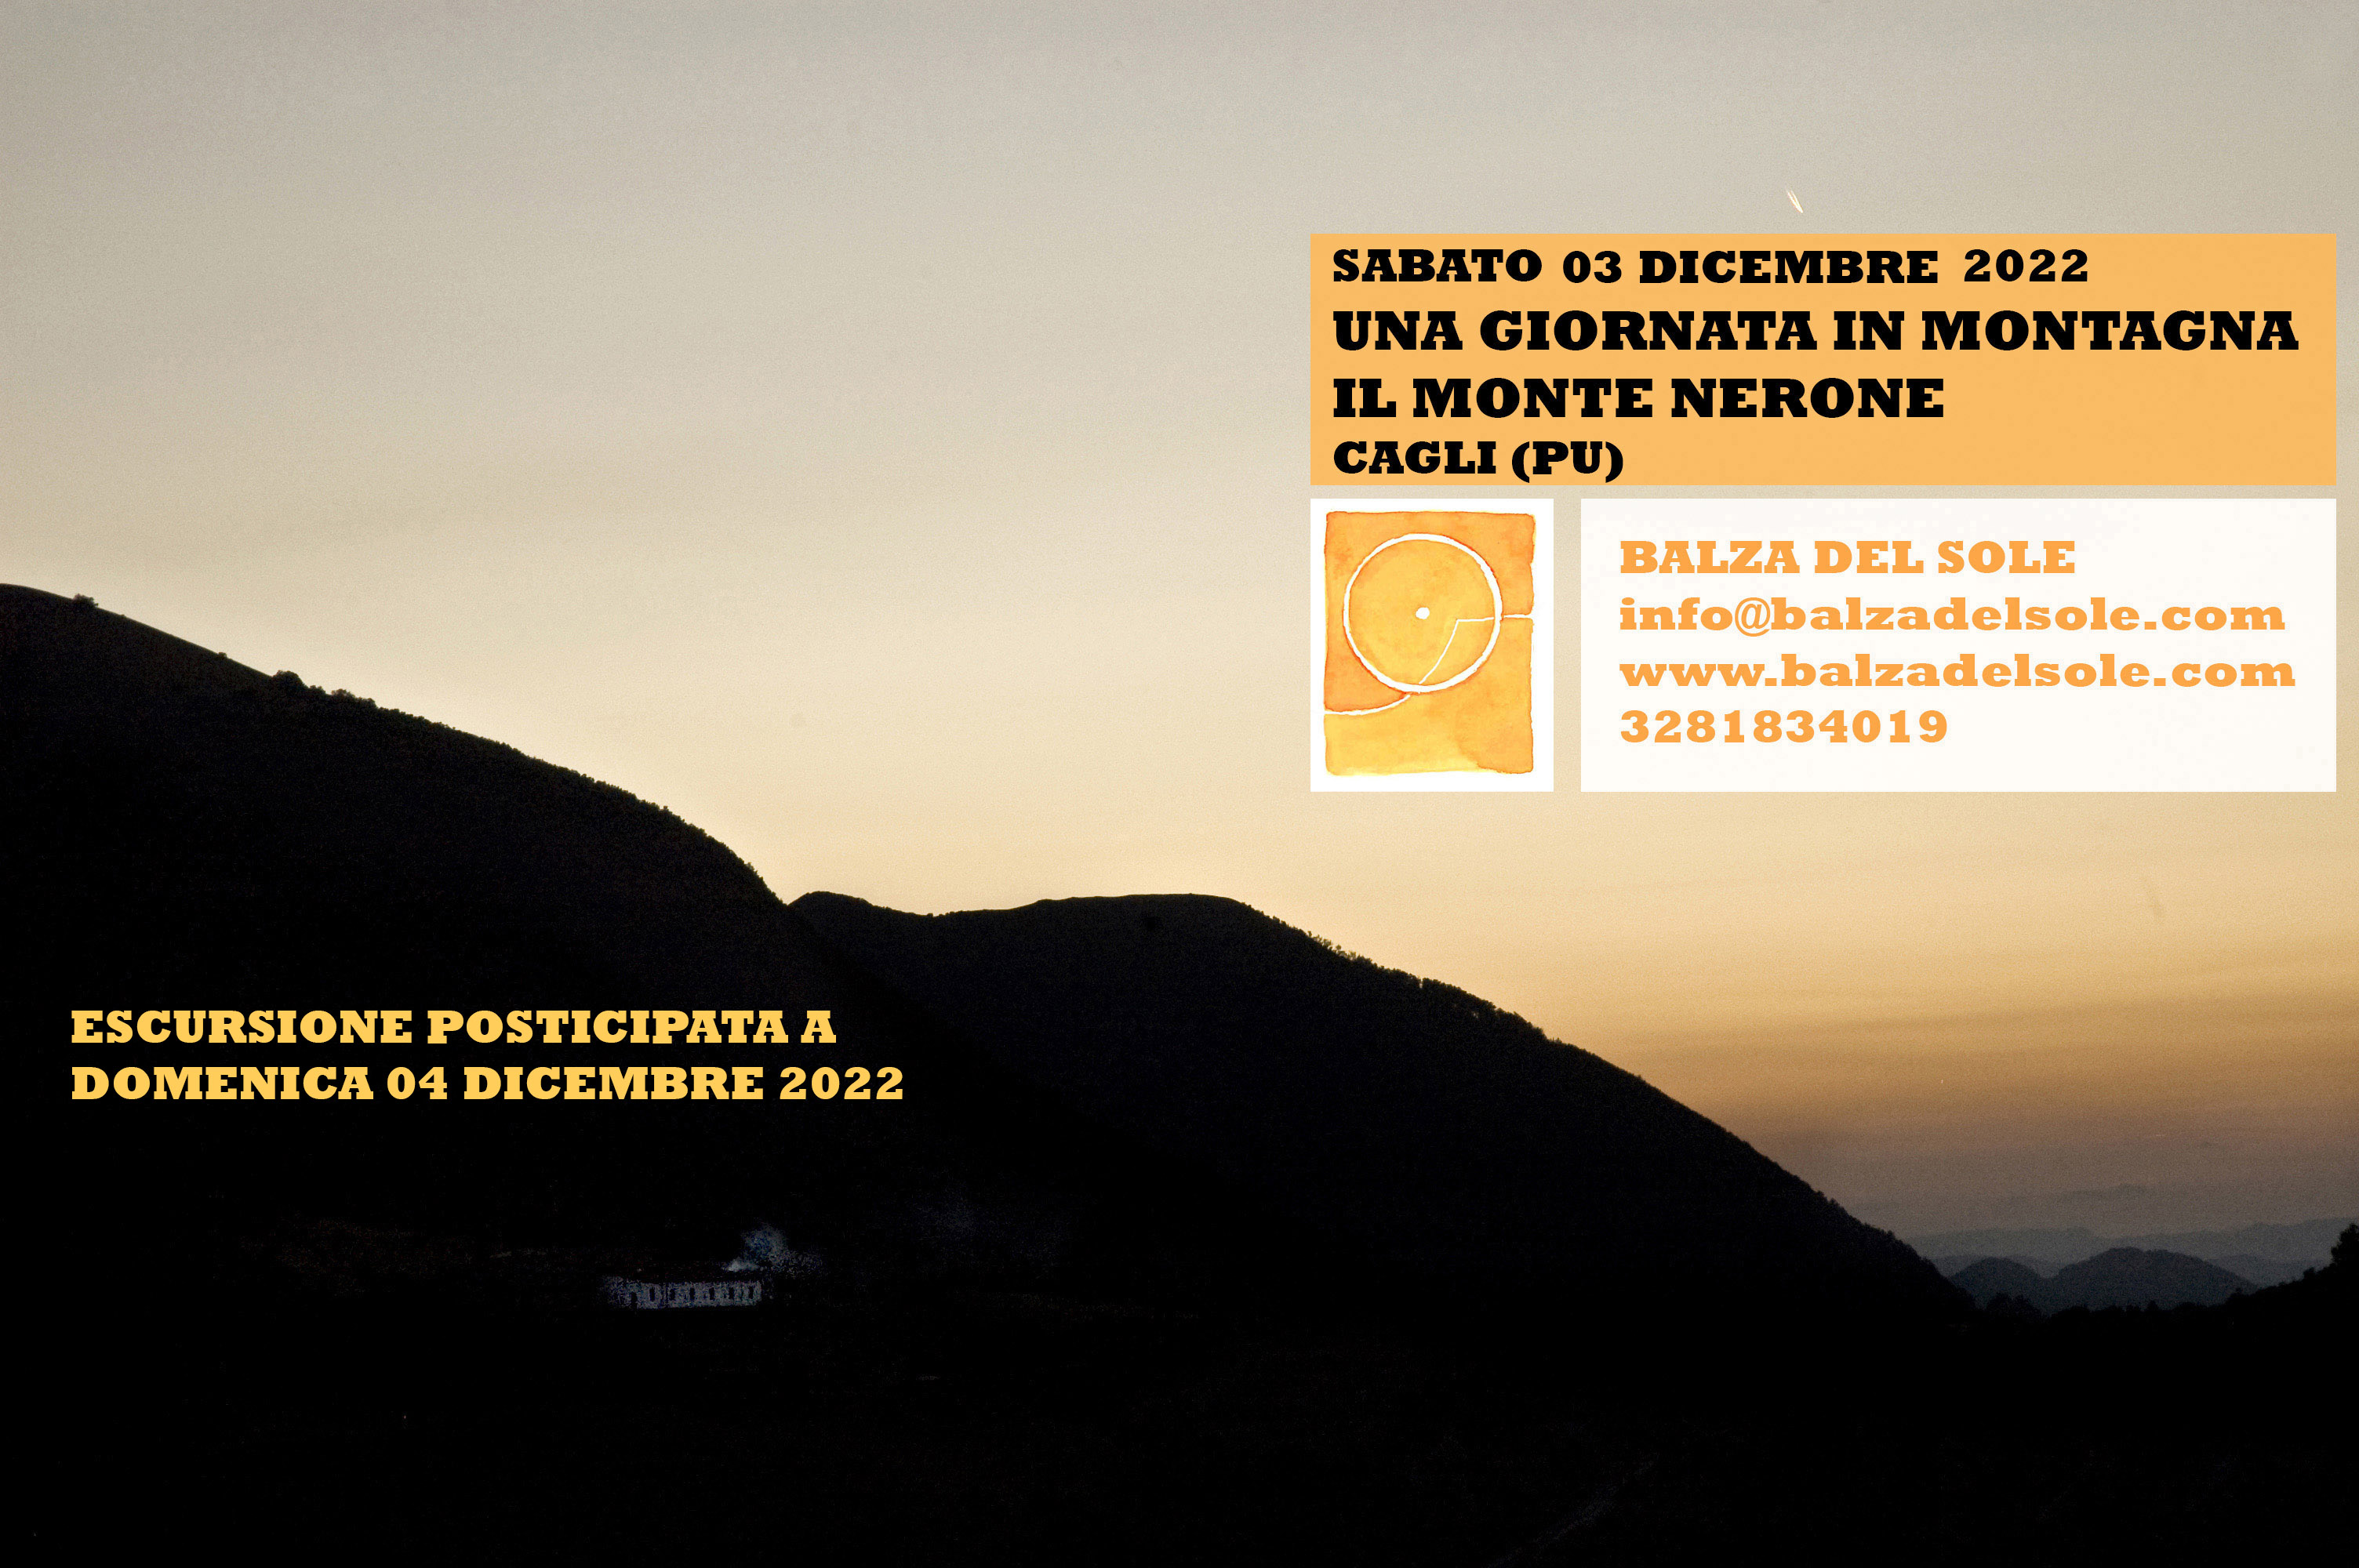 SABATO 03 DICEMBRE 2022
UNA GIORNATA IN MONTAGNA
IL MONTE NERONE
CAGLI (PU)
BALZA DEL SOLE
info@balzadelsole.com
www.balzadelsole.com
3281834019
ESCURSIONE POSTICIPATA A
DOMENICA 04 DICEMBRE 2022